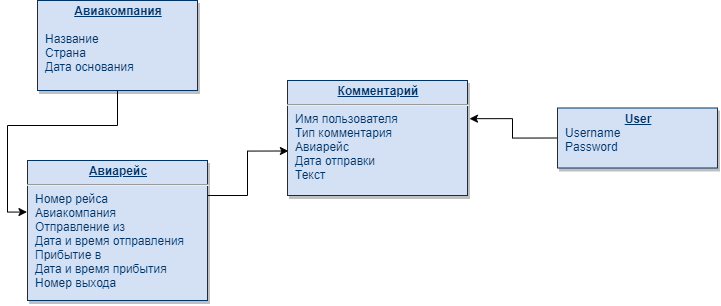 Авиакомпания
Название
Страна
Дата основания
Комментарий
Имя пользователя
Тип комментария
Авиарейс
Дата отправки
Текст
User
Username
Password
Авиарейс
Номер рейса
Авиакомпания
Отправление из
Дата и время отправления
Прибытие в
Дата и время прибытия
Номер выхода